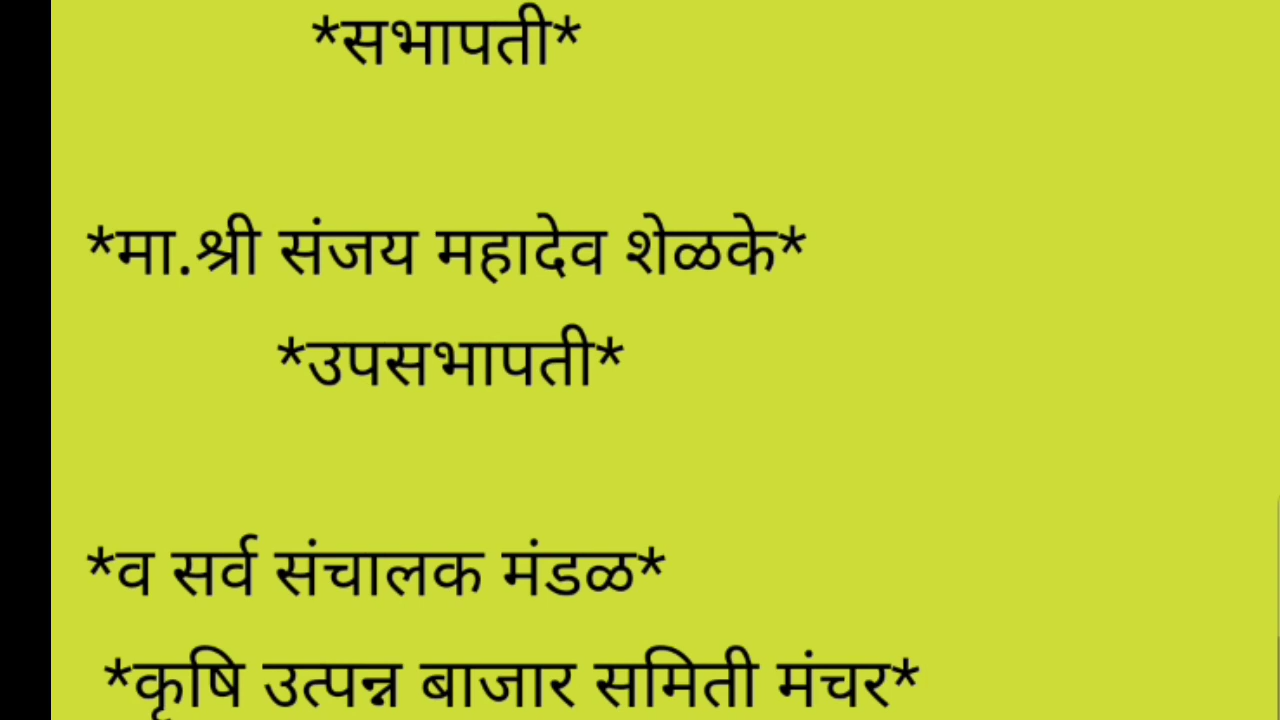 *सभापती*
*मा.श्री संजय महादेव शेळके*
*उपसभापती*
*व सर्व संचालक मंडळ*
*कृषि उत्पन्न बाजार समिती मंचर*